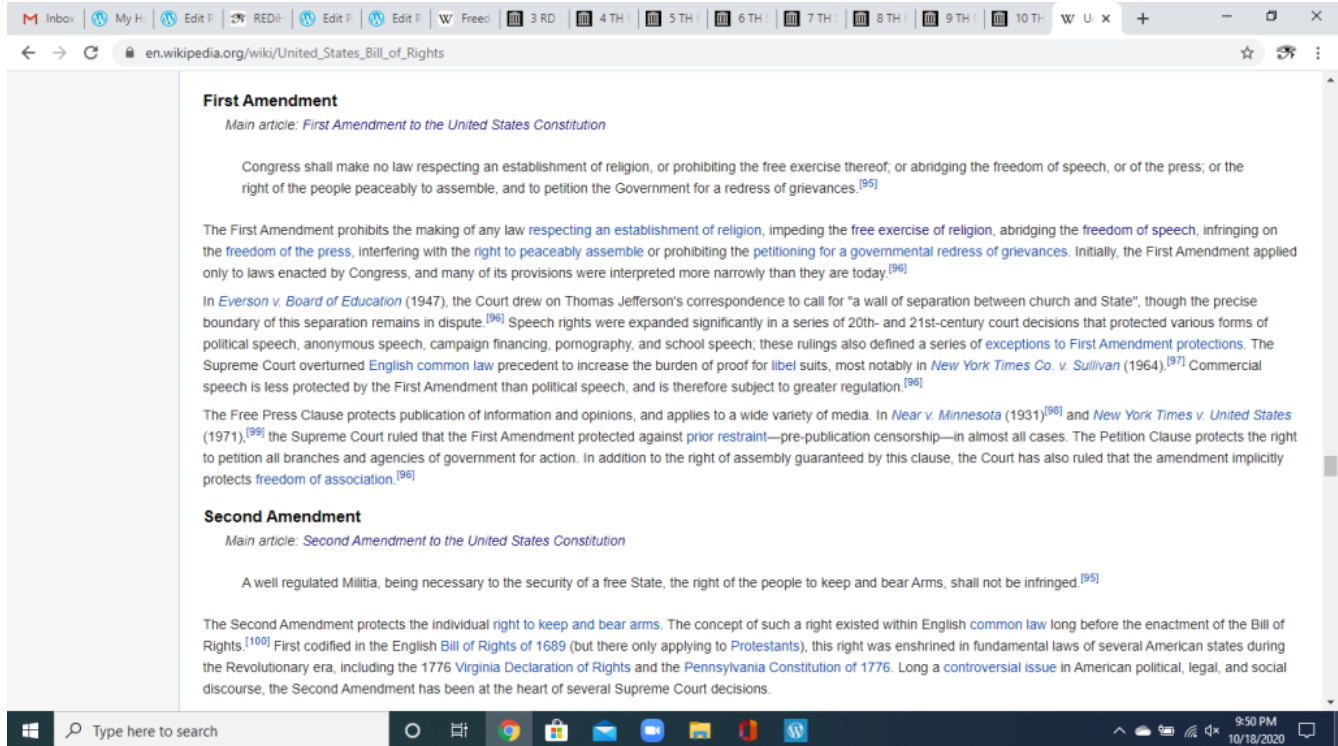 Inbox My H Edit P REDi Edit P Edit P Freed 3 RD 4 TH 5 TH 6 TH 7 TH 8 TH 9 TH 10 TH
en.wikipedia.org/wiki/United_States_Bill_of_Rights
First Amendment
Main article: First Amendment to the United States Constitution
Congress shall make no law respecting an establishment of religion, or prohibiting the free exercise thereof; or abridging the freedom of speech, or of the press; or the
right of the people peaceably to assemble, and to petition the Government for a redress of grievances.[95]
The First Amendment prohibits the making of any law respecting an establishment of religion, impeding the free exercise of religion, abridging the freedom of speech, infringing on
the freedom of the press, interfering with the right to peaceably assemble or prohibiting the petitioning for a governmental redress of grievances. Initially, the First Amendment applied
only to laws enacted by Congress, and many of its provisions were interpreted more narrowly than they are today.[96]
In Everson v. Board of Education (1947), the Court drew on Thomas Jefferson's correspondence to call for "a wall of separation between church and State", though the precise
boundary of this separation remains in dispute.[96] Speech rights were expanded significantly in a series of 20th- and 21st-century court decisions that protected various forms of
political speech, anonymous speech, campaign financing, pornography, and school speech; these rulings also defined a series of exceptions to First Amendment protections. The
Supreme Court overturned English common law precedent to increase the burden of proof for libel suits, most notably in New York Times Co. v. Sullivan (1964).[97] Commercial
speech is less protected by the First Amendment than political speech, and is therefore subject to greater regulation.[96]
The Free Press Clause protects publication of information and opinions, and applies to a wide variety of media. In Near v. Minnesota (1931)[98] and New York Times v. United States
(1971),[99] the Supreme Court ruled that the First Amendment protected against prior restraint—pre-publication censorship—in almost all cases. The Petition Clause protects the right
to petition all branches and agencies of government for action. In addition to the right of assembly guaranteed by this clause, the Court has also ruled that the amendment implicitly
protects freedom of association.[96]
Second Amendment
Main article: Second Amendment to the United States Constitution
A well regulated Militia, being necessary to the security of a free State, the right of the people to keep and bear Arms, shall not be infringed.[95]
The Second Amendment protects the individual right to keep and bear arms. The concept of such a right existed within English common law long before the enactment of the Bill of
Rights.[100] First codified in the English Bill of Rights of 1689 (but there only applying to Protestants), this right was enshrined in fundamental laws of several American states during
the Revolutionary era, including the 1776 Virginia Declaration of Rights and the Pennsylvania Constitution of 1776. Long a controversial issue in American political, legal, and social
discourse, the Second Amendment has been at the heart of several Supreme Court decisions.
Type here to search
9:50 PM
10/18/2020